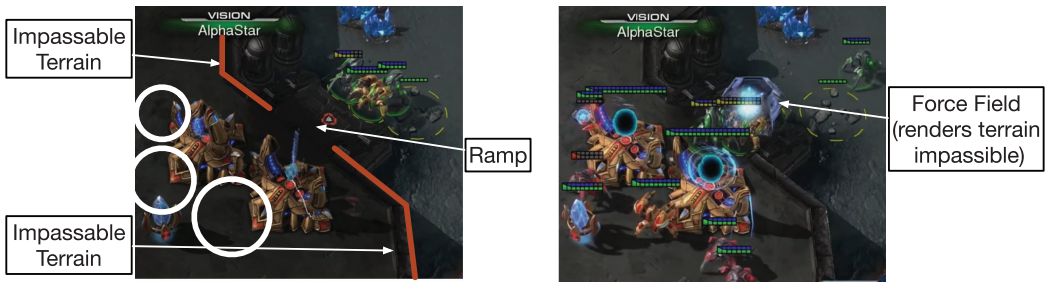 VISION
AlphaStar
Impassable
Terrain
Ramp
Impassable
Terrain
VISION
AlphaStar
Force Field
(renders terrain
impassible)